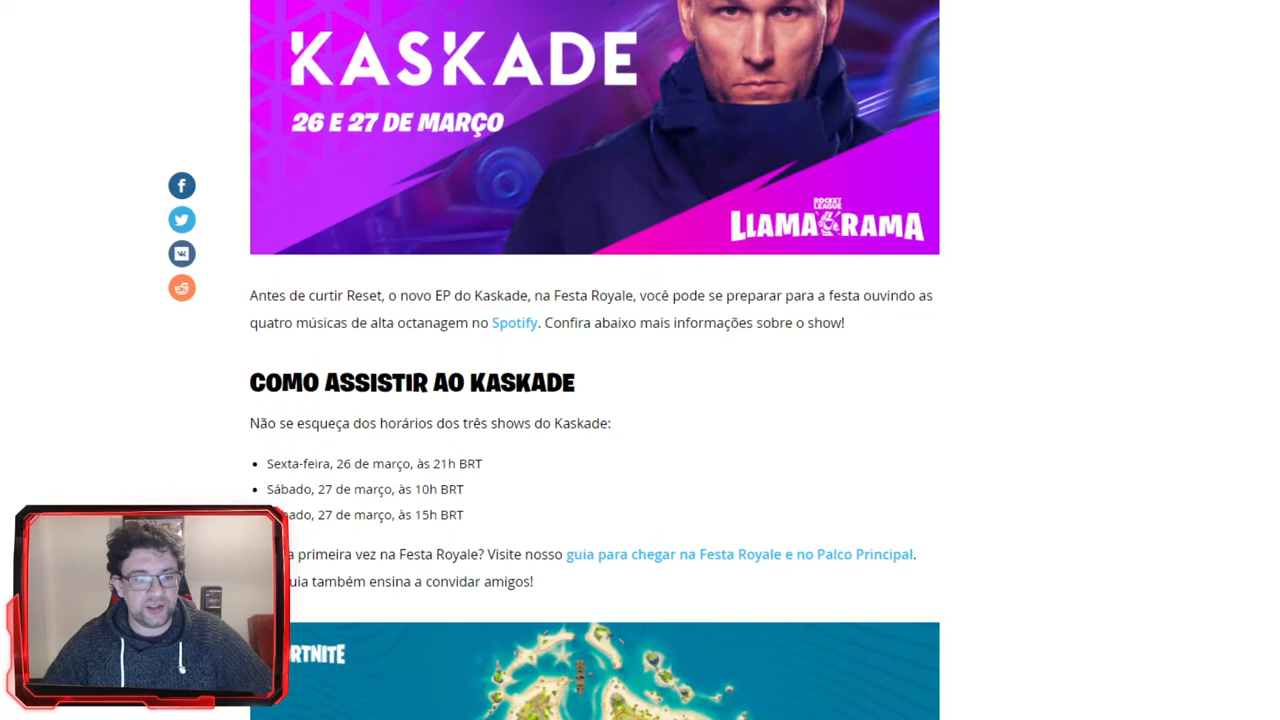 KASKADE
26 E 27 DE MARÇO
ROCKET
LEAGUE
LLAMA RAMA
Antes de curtir Reset, o novo EP do Kaskade, na Festa Royale, você pode se preparar para a festa ouvindo as
quatro músicas de alta octanagem no Spotify. Confira abaixo mais informações sobre o show!
COMO ASSISTIR AO KASKADE
Não se esqueça dos horários dos três shows do Kaskade:
• Sexta-feira, 26 de março, às 21h BRT
• Sábado, 27 de março, às 10h BRT
ado, 27 de março, às 15h BRT
a primeira vez na Festa Royale? Visite nosso guia para chegar na Festa Royale e no Palco Principal.
uia também ensina a convidar amigos!
RTNITE